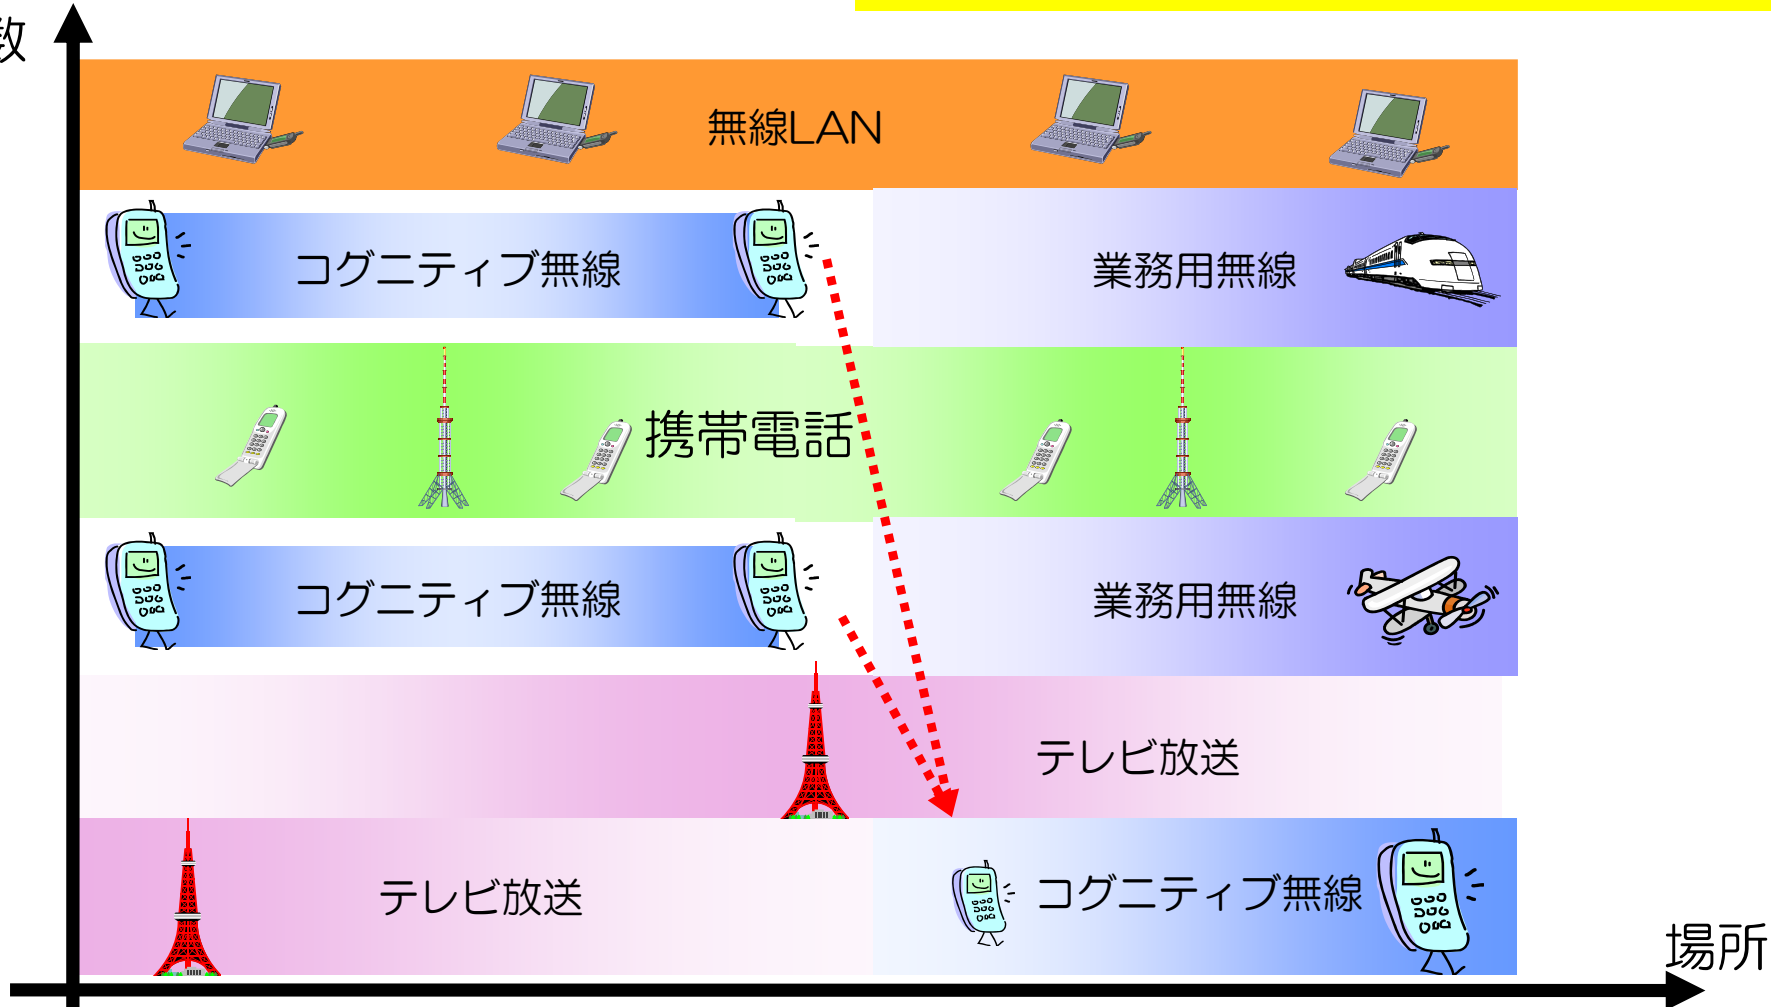 数
無線LAN
コグニティブ無線
業務用無線
携帯電話
コグニティブ無線
業務用無線
テレビ放送
テレビ放送
コグニティブ無線
場所